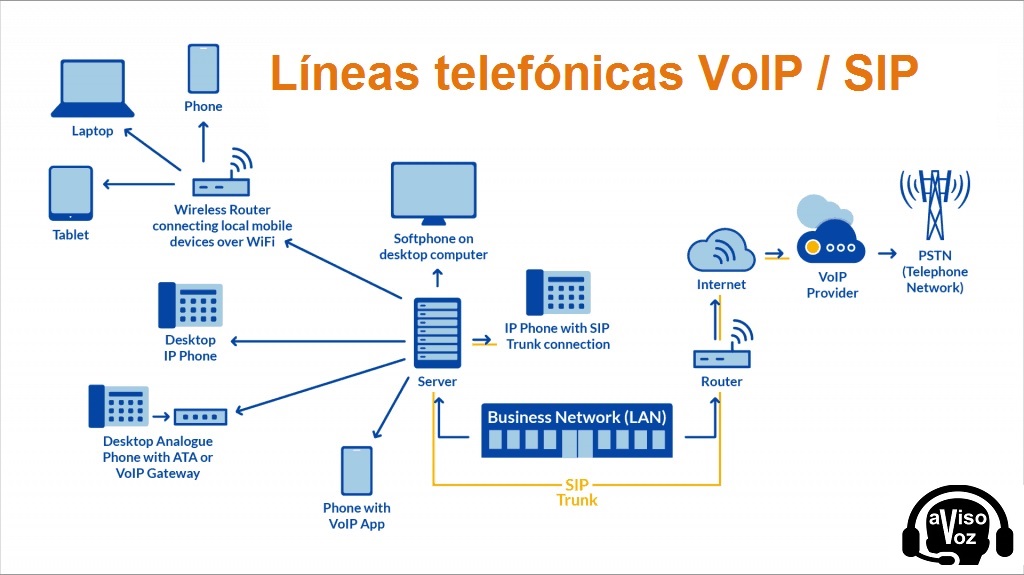 Líneas telefónicas VoIP / SIP
Phone
Laptop
Tablet
Wireless Router
connecting local mobile
devices over WiFi
Softphone on
desktop computer
Internet
VoIP
Provider
PSTN
(Telephone
Network)
Desktop
IP Phone
IP Phone with SIP
Trunk connection
Server
Router
Business Network (LAN)
Desktop Analogue
Phone with ATA or
VoIP Gateway
SIP
Trunk
Phone with
VoIP App
aViso
Voz